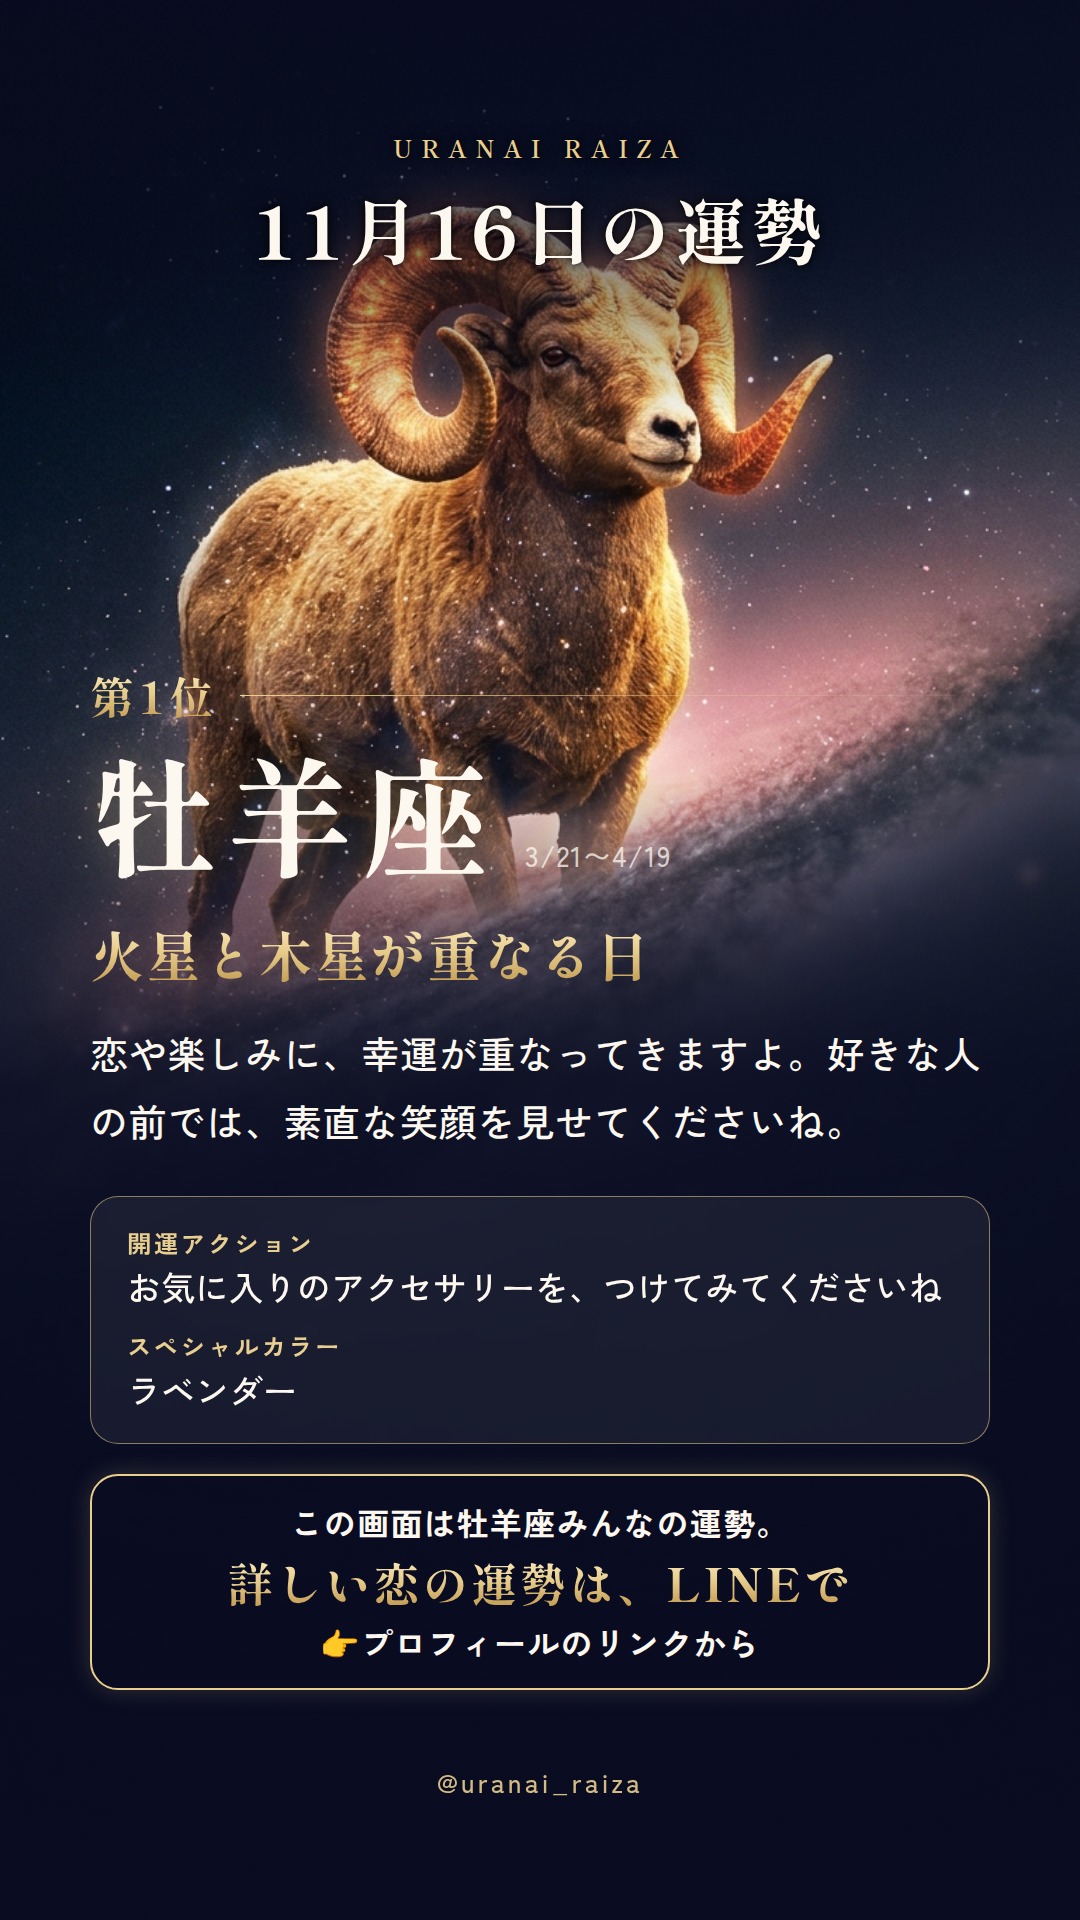 URANAI RAIZA
11月16日の運勢
第1位
牡羊座 3/21〜4/19
火星と木星が重なる日
恋や楽しみに、幸運が重なってきますよ。好きな人
の前では、素直な笑顔を見せてくださいね。
開運アクション
お気に入りのアクセサリーを、つけてみてくださいね
スペシャルカラー
ラベンダー
この画面は牡羊座みんなの運勢。
詳しい恋の運勢は、LINEで
👉プロフィールのリンクから
@uranai_raiza